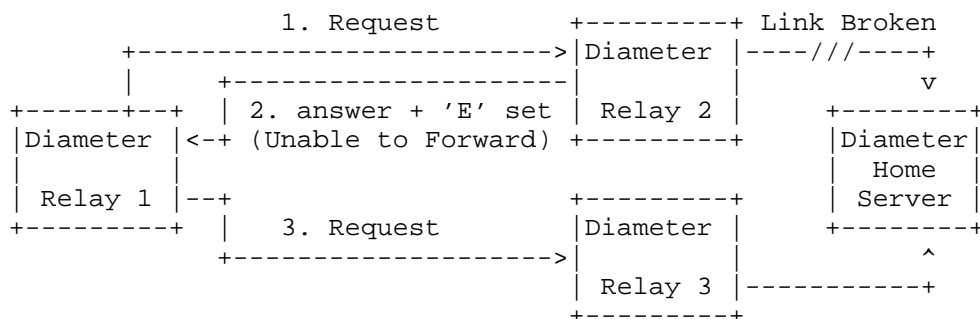 1. Request Link Broken
Diameter
2. answer + 'E' set Relay 2
Diameter (Unable to Forward) Diameter
Home
Relay 1 Server
3. Request Diameter
Relay 3